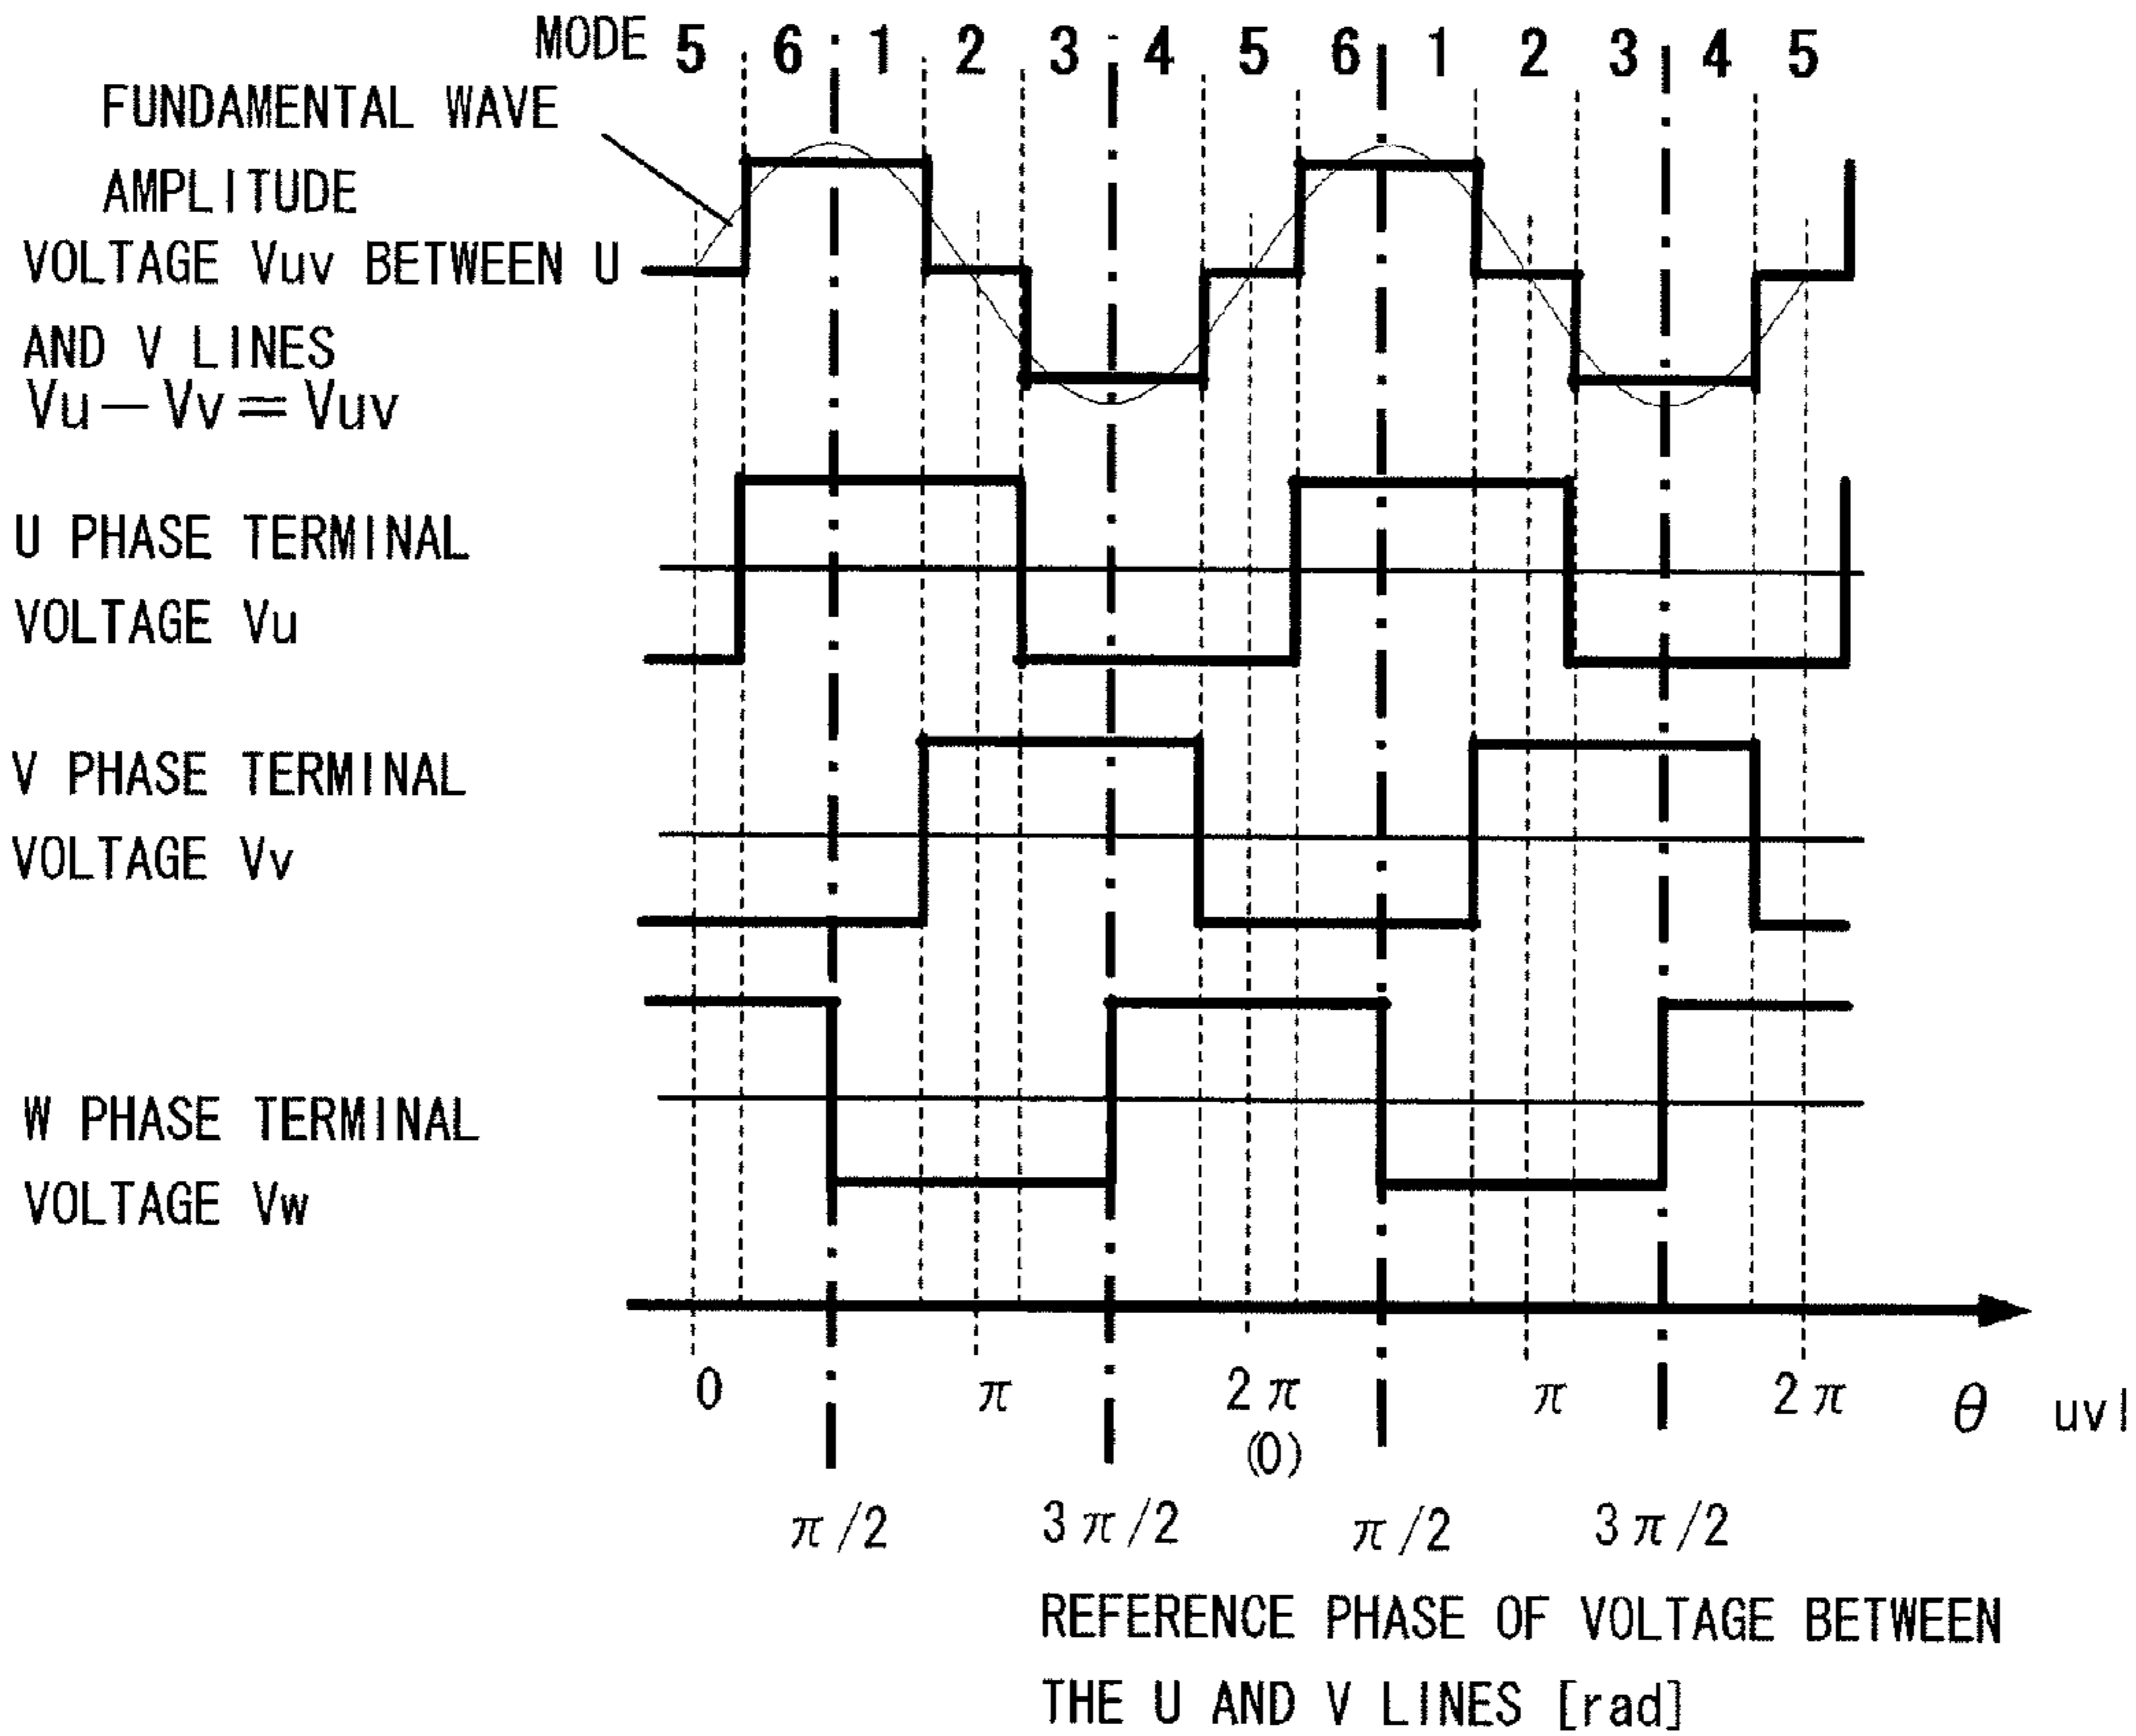 MODE 5 6 1 2 3 4 5 6 1 2 3 4 5
FUNDAMENTAL WAVE
AMPLITUDE
VOLTAGE Vuv BETWEEN U
AND V LINES
Vu－Vv＝Vuv
U PHASE TERMINAL
VOLTAGE Vu
V PHASE TERMINAL
VOLTAGE Vv
W PHASE TERMINAL
VOLTAGE Vw
0 π 2π π 2π θ uvl
(0)
π/2 3π/2 π/2 3π/2
REFERENCE PHASE OF VOLTAGE BETWEEN
THE U AND V LINES [rad]